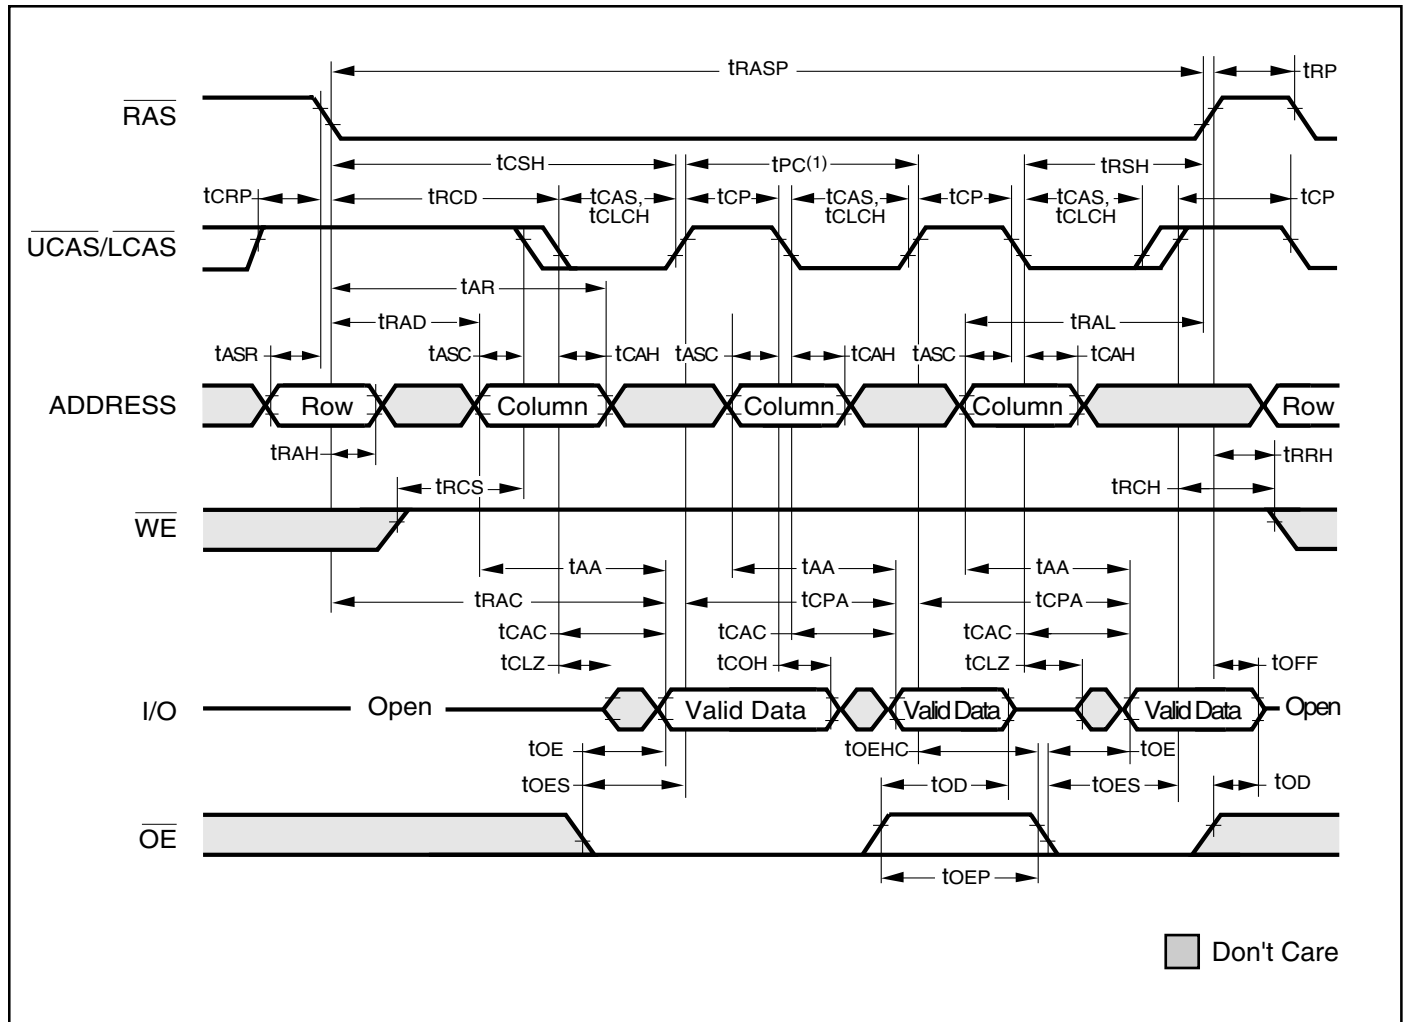 tRASP
tRP
RAS
tCSH
tPC(1)
tRSH
tCRP
tRCD
tCAS,
tCLCH
tCP
tCAS,
tCLCH
tCP
tCAS,
tCLCH
tCP
UCAS/LCAS
tAR
tRAD
tRAL
tASR
tASC
tCAH
tASC
tCAH
tASC
tCAH
ADDRESS
Row
Column
Column
Column
Row
tRAH
tRRH
tRCS
tRCH
WE
tAA
tAA
tAA
tRAC
tCPA
tCPA
tCAC
tCAC
tCAC
tCLZ
tCOH
tCLZ
tOFF
I/O
Open
Valid Data
Valid Data
Valid Data
Open
tOE
tOEHC
tOE
tOES
tOD
tOES
tOD
OE
tOEP
Don't Care